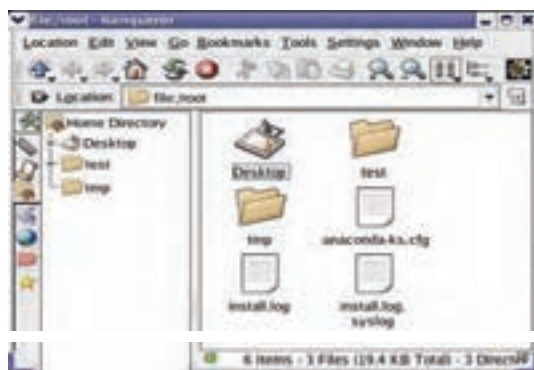 file:/root - Konqueror
Location Edit View Go Bookmarks Tools Settings Window Help
Location: file:/root
Home Directory
Desktop
test
tmp
Desktop
test
tmp
anaconda-ks.cfg
install.log
install.log.
syslog
6 Items - 3 Files (19.4 KB Total) - 3 Director